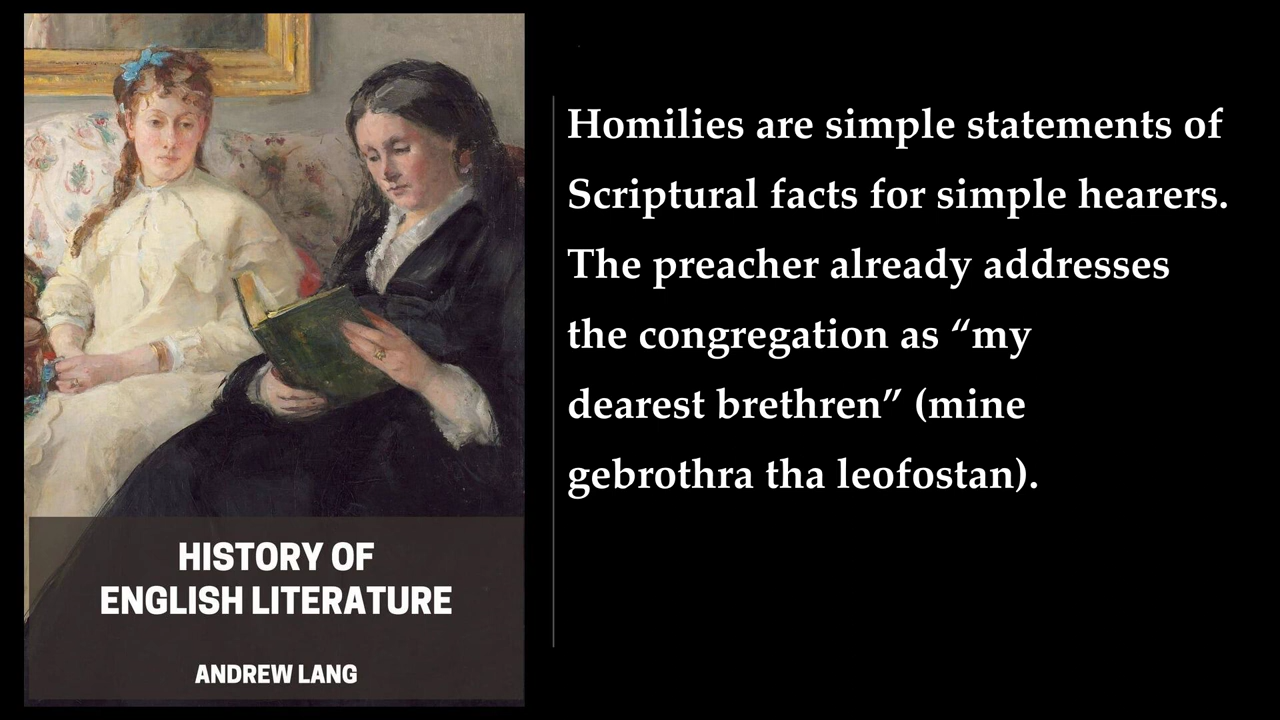 Homilies are simple statements of
Scriptural facts for simple hearers.
The preacher already addresses
the congregation as “my
dearest brethren” (mine
gebrothra tha leofostan).
HISTORY OF
ENGLISH LITERATURE
ANDREW LANG